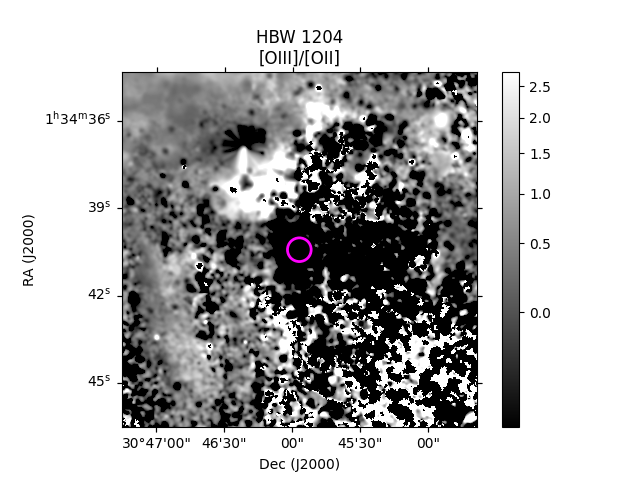 HBW 1204
[OIII]/[OII]
1h34m36s
39s
42s
45s
RA (J2000)
30°47'00" 46'30" 00" 45'30" 00"
Dec (J2000)
2.5
2.0
1.5
1.0
0.5
0.0